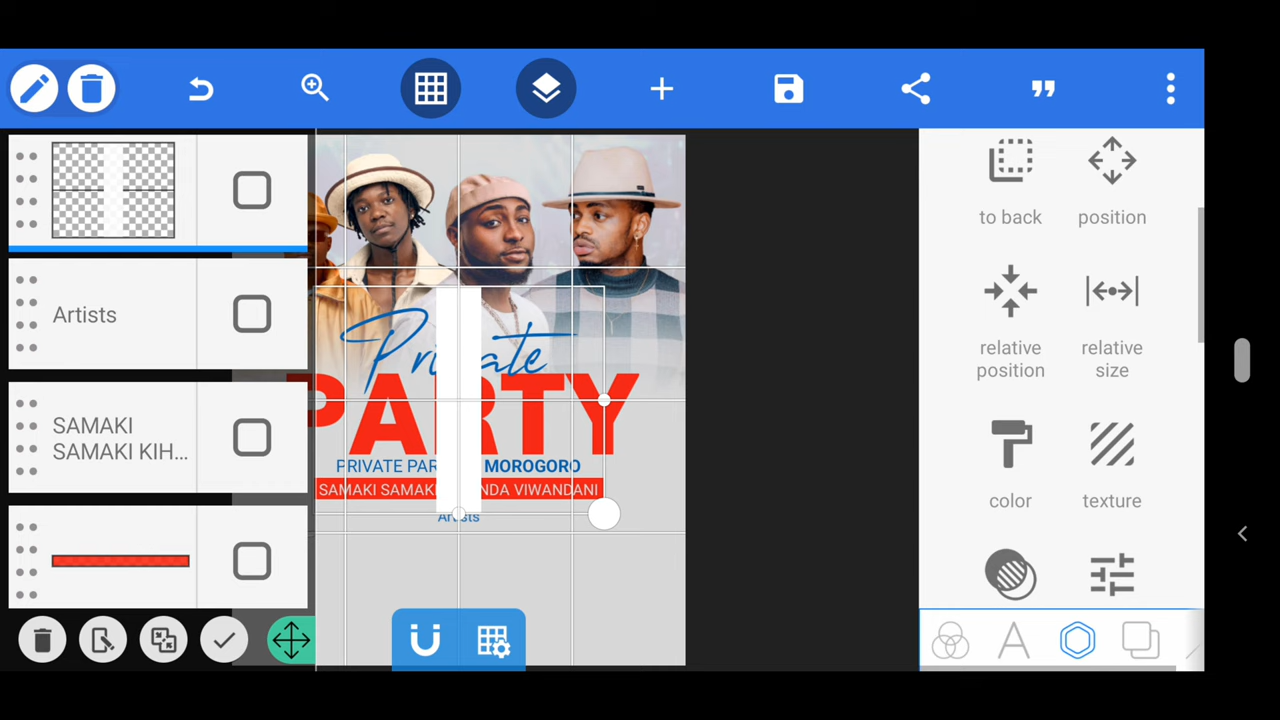 to back
position
Artists
relative position
relative size
Private
PARTY
SAMAKI
SAMAKI KIH...
PRIVATE PAR MOROGORO
SAMAKI SAMAK NDA VIWANDANI
color
texture
Artists